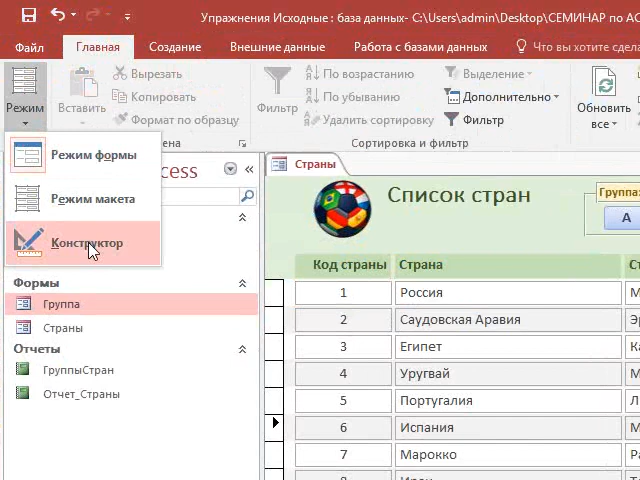 Упражнения Исходные : база данных- C:\Users\admin\Desktop\СЕМИНАР по АС
Файл
Главная
Создание
Внешние данные
Работа с базами данных
Что вы хотите сдела
Режим
Вставить
Вырезать
Копировать
Формат по образцу
Фильтр
По возрастанию
По убыванию
Удалить сортировку
Сортировка и фильтр
Выделение
Дополнительно
Фильтр
Обновить
все
Режим формы
Режим макета
Конструктор
Формы
Группа
Страны
Отчеты
ГруппыСтран
Отчет_Страны
Страны
Список стран
Группа:
A
Код страны Страна
1 Россия
2 Саудовская Аравия
3 Египет
4 Уругвай
5 Португалия
6 Испания
7 Марокко